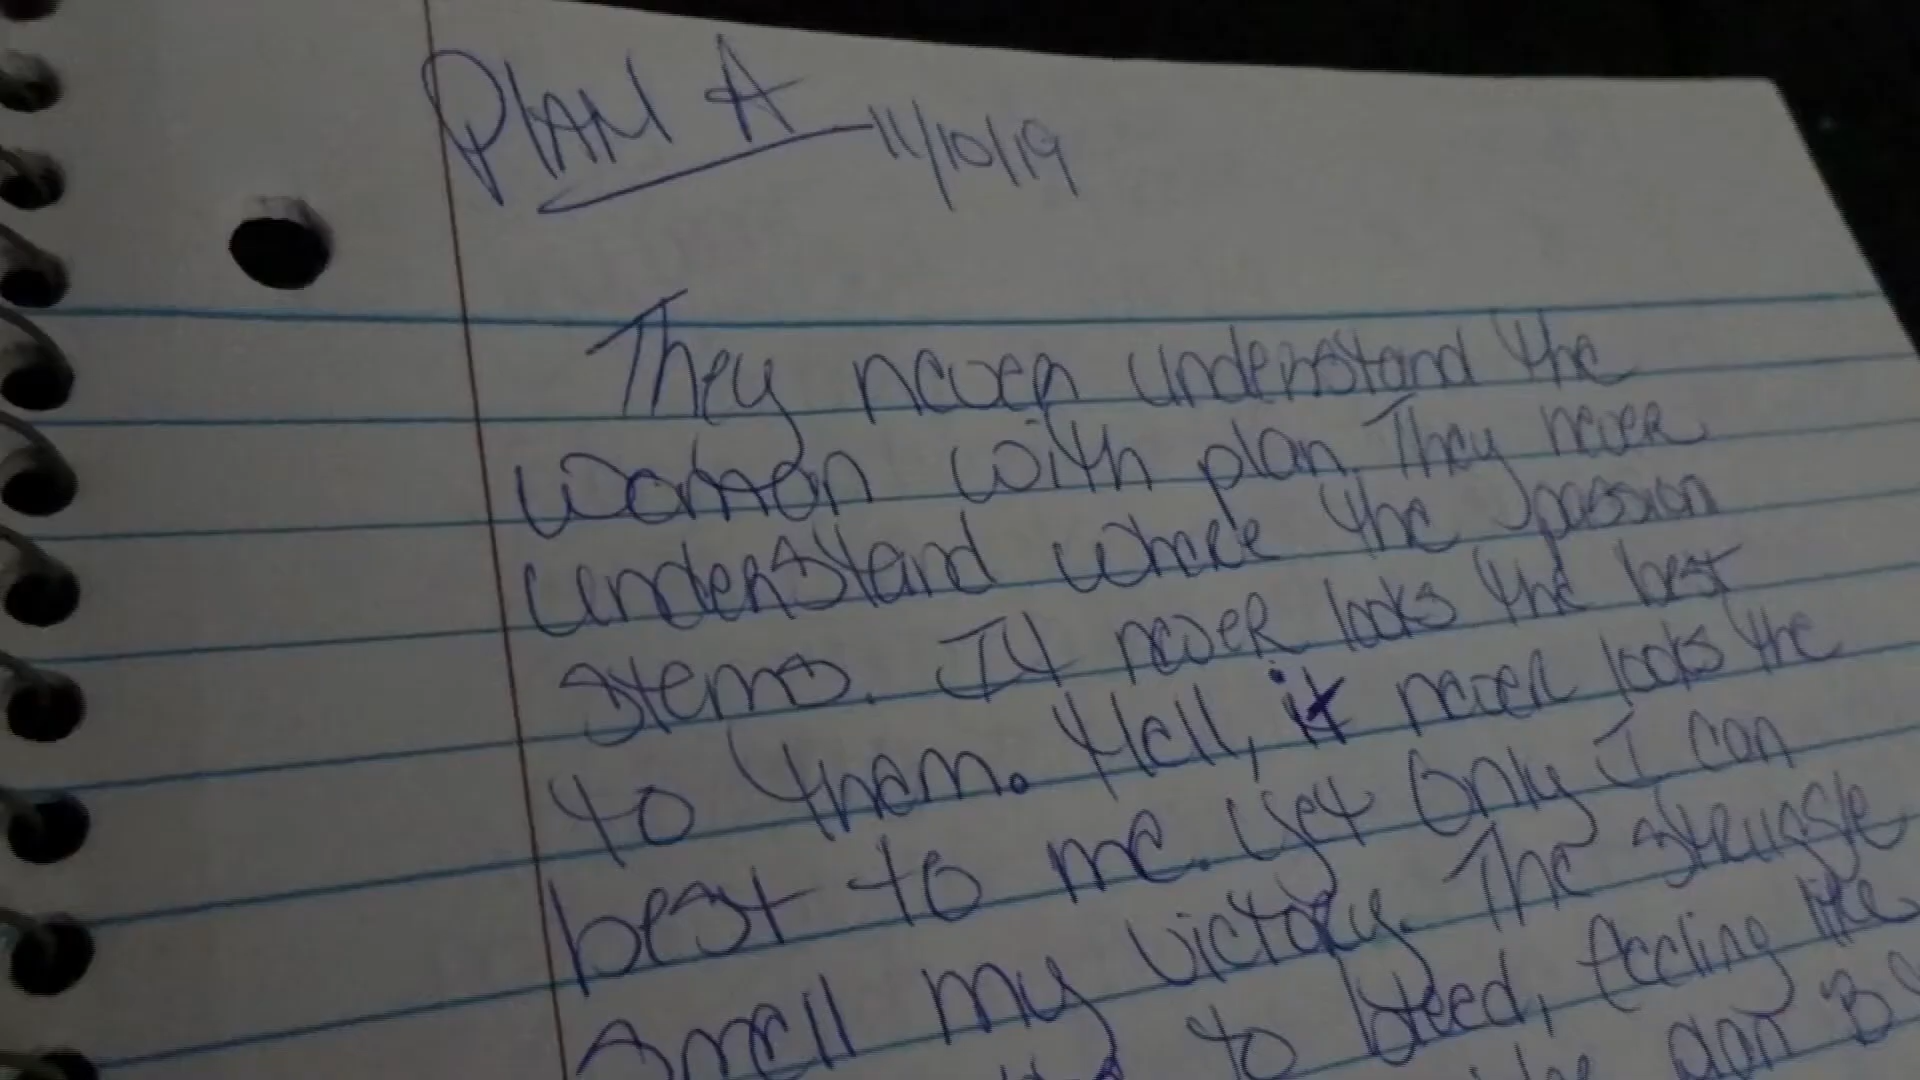 PLAN A 11/10/19
They never understand the
women with plan. They never
understand where the passion
stems. It never looks the best
to them. Hell, it never looks the
best to me. Yet only I can
smell my victory. The struggle
to bleed, feeling like
plan B